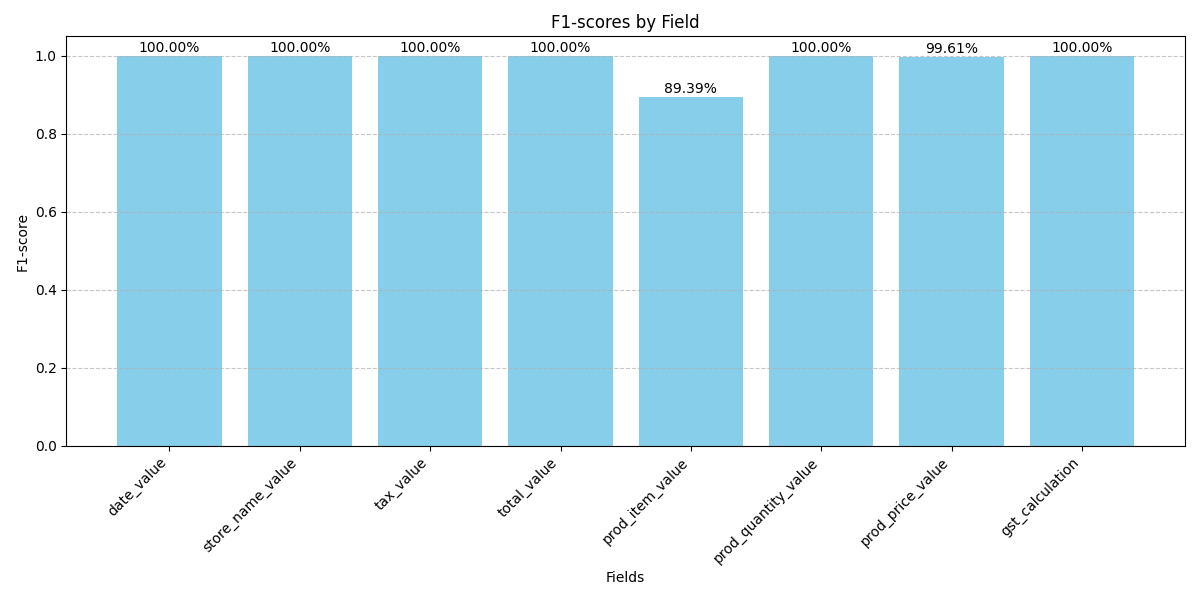 F1-scores by Field
100.00%
100.00%
100.00%
100.00%
89.39%
100.00%
99.61%
100.00%
1.0
0.8
0.6
0.4
0.2
0.0
F1-score
date_value
store_name_value
tax_value
total_value
prod_item_value
prod_quantity_value
prod_price_value
gst_calculation
Fields